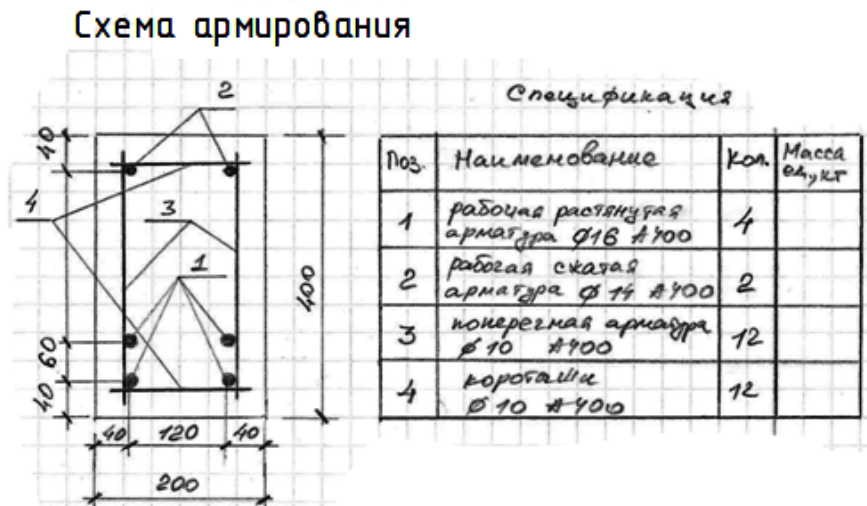 Схема армирования
Спецификация
2
40
4
3
1
400
60
40
40 120 40
200
Поз. Наименование Кол. Масса ед, кг
1 рабочая растянутая 4
арматура ϕ16 А400
2 рабочая сжатая 2
арматура ϕ 14 А400
3 поперечная арматура 12
ϕ 10 А400
4 коротыши 12
ϕ 10 А400